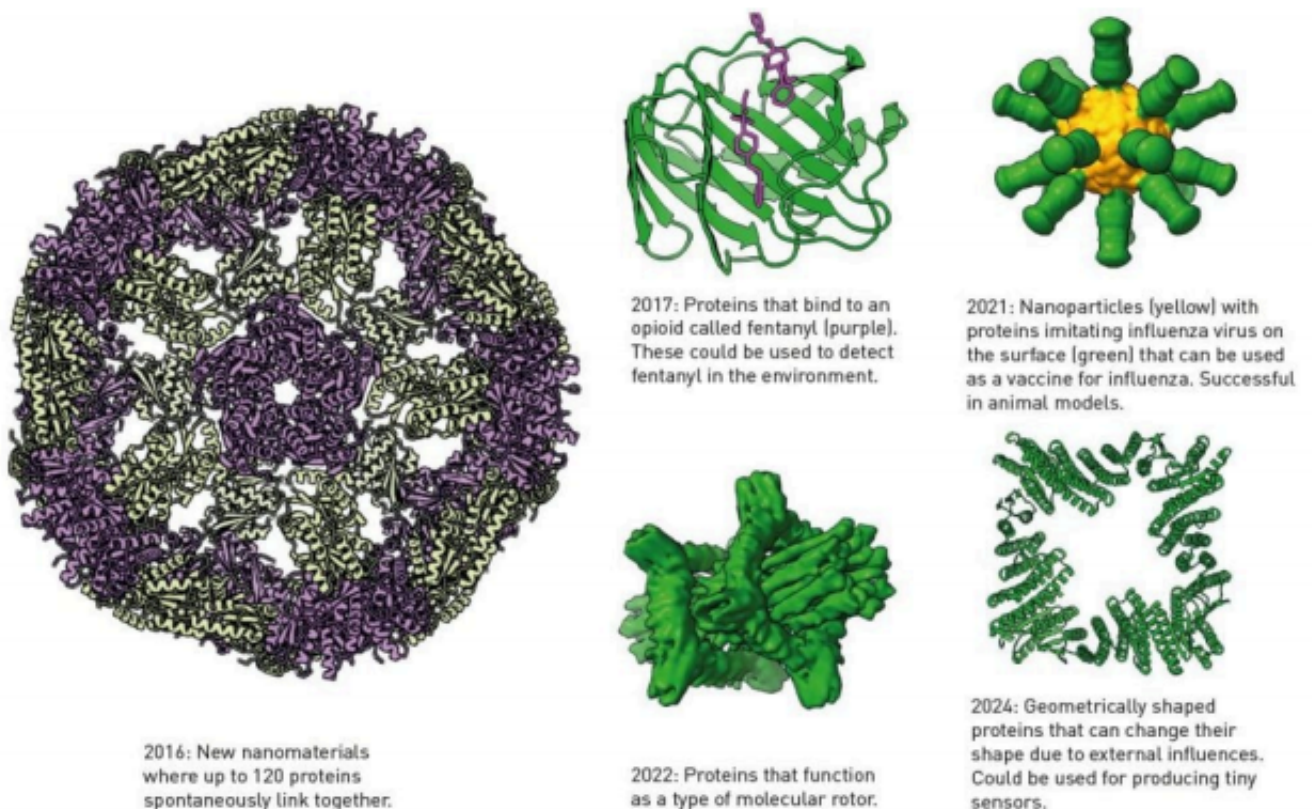 2017: Proteins that bind to an
opioid called fentanyl (purple).
These could be used to detect
fentanyl in the environment.
2021: Nanoparticles (yellow) with
proteins imitating influenza virus on
the surface (green) that can be used
as a vaccine for influenza. Successful
in animal models.
2016: New nanomaterials
where up to 120 proteins
spontaneously link together.
2022: Proteins that function
as a type of molecular rotor.
2024: Geometrically shaped
proteins that can change their
shape due to external influences.
Could be used for producing tiny
sensors.